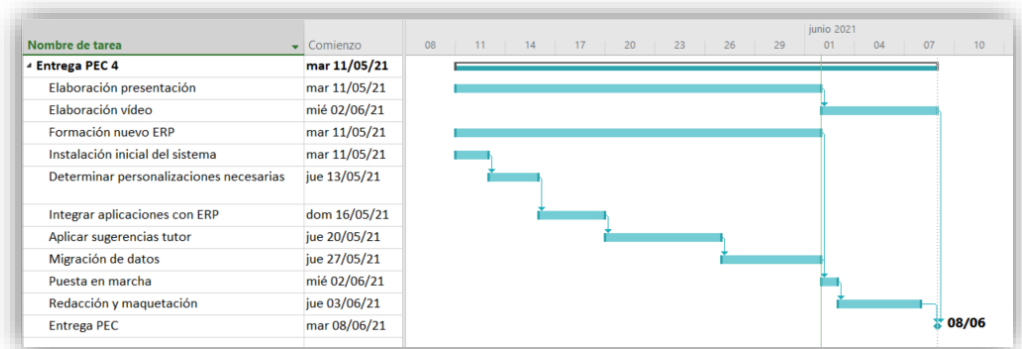 junio 2021
Nombre de tarea Comienzo 08 11 14 17 20 23 26 29 01 04 07 10
Entrega PEC 4 mar 11/05/21
Elaboración presentación mar 11/05/21
Elaboración vídeo mié 02/06/21
Formación nuevo ERP mar 11/05/21
Instalación inicial del sistema mar 11/05/21
Determinar personalizaciones necesarias jue 13/05/21
Integrar aplicaciones con ERP dom 16/05/21
Aplicar sugerencias tutor jue 20/05/21
Migración de datos jue 27/05/21
Puesta en marcha mié 02/06/21
Redacción y maquetación jue 03/06/21
Entrega PEC mar 08/06/21 08/06